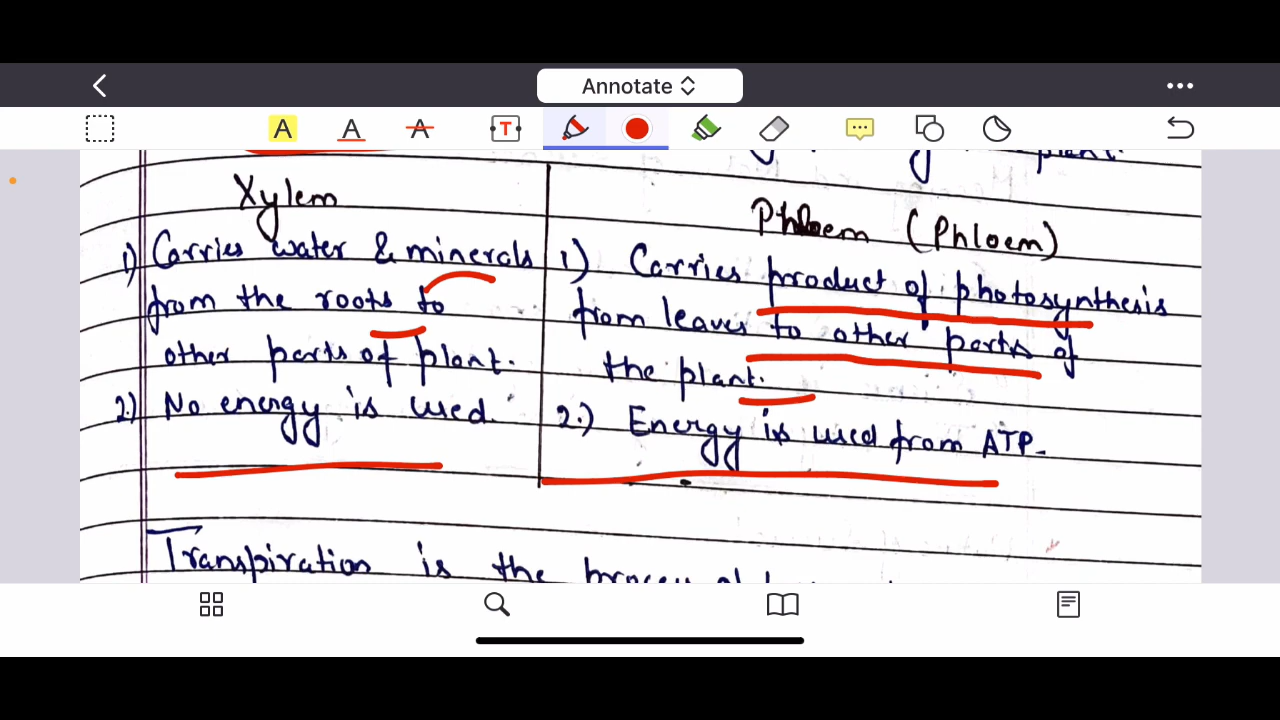 Annotate
plant.
Xylem
1) Carries water & minerals
from the roots to
other parts of plant.
2.) No energy is used.
Phloem (Phloem)
1) Carries product of photosynthesis
from leaves to other parts of
the plant.
2.) Energy is used from ATP.
Transpiration is the